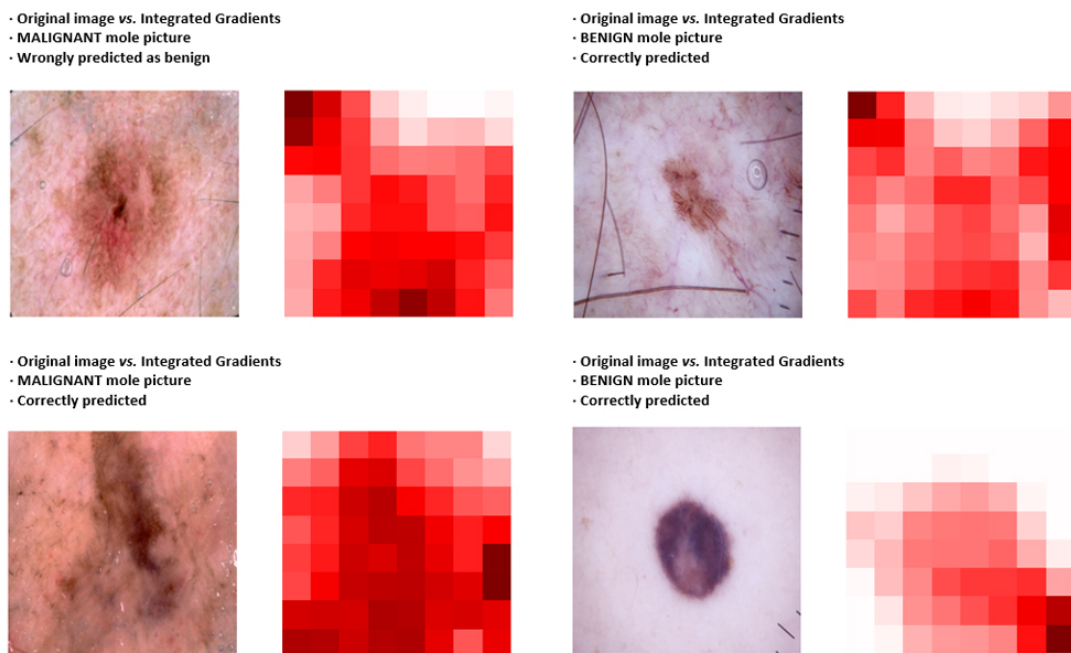 · Original image vs. Integrated Gradients
· MALIGNANT mole picture
· Wrongly predicted as benign
· Original image vs. Integrated Gradients
· BENIGN mole picture
· Correctly predicted
· Original image vs. Integrated Gradients
· MALIGNANT mole picture
· Correctly predicted
· Original image vs. Integrated Gradients
· BENIGN mole picture
· Correctly predicted